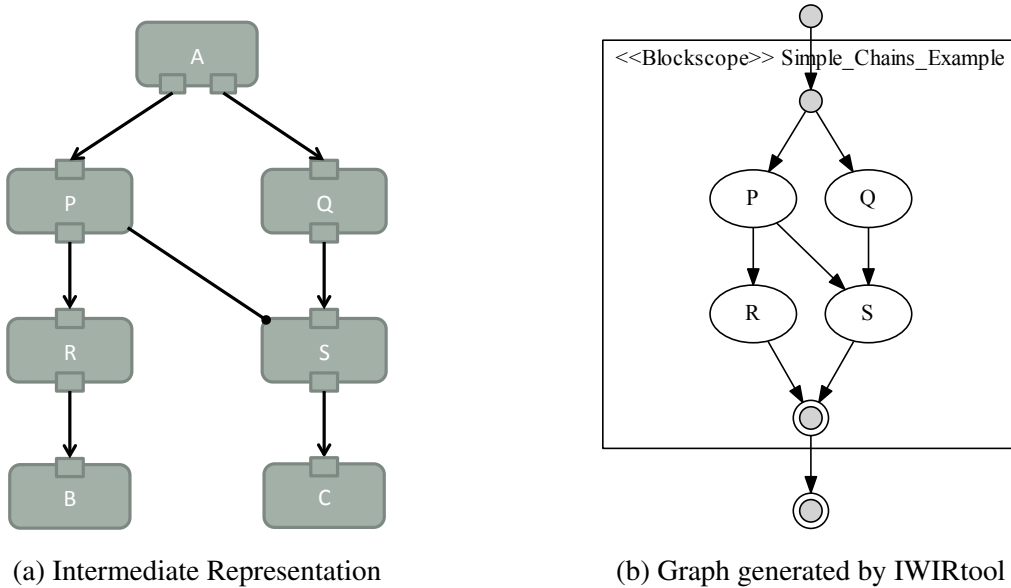 A
P
Q
R
S
B
C
(a) Intermediate Representation
<<Blockscope>> Simple_Chains_Example
P
Q
R
S
(b) Graph generated by IWIRtool